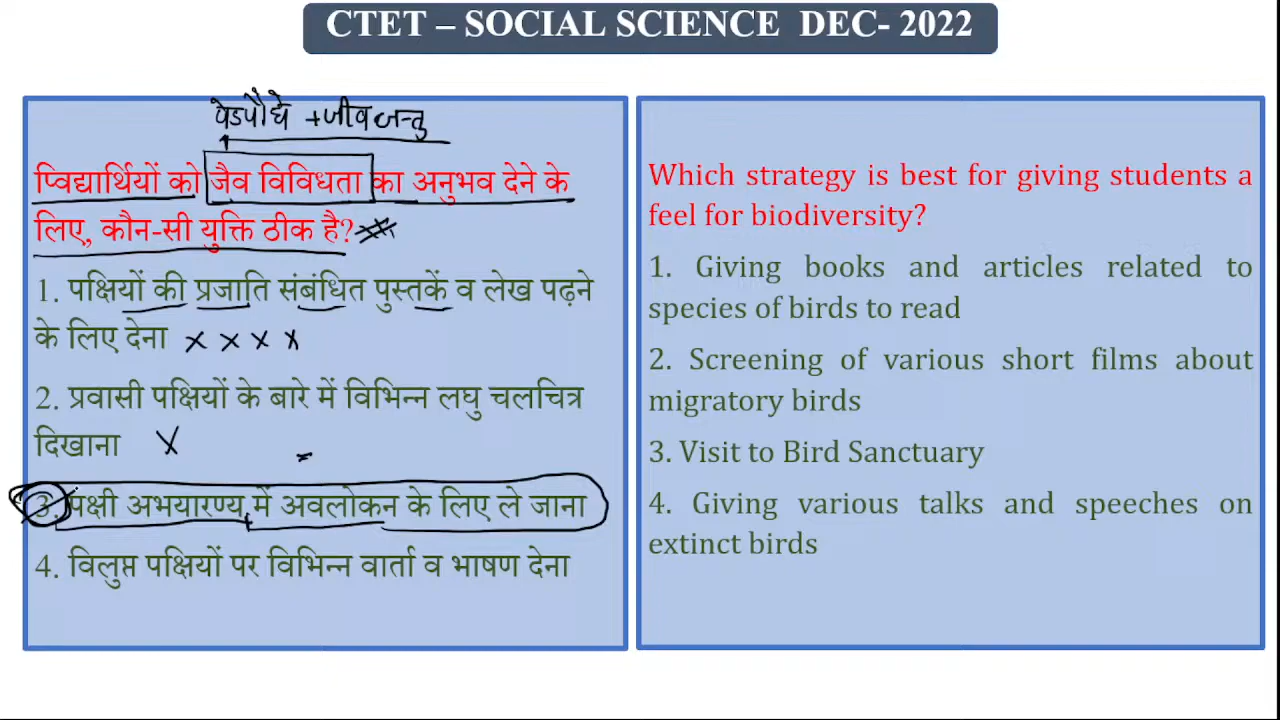 CTET – SOCIAL SCIENCE DEC- 2022
पेडपौधे + जीव जन्तु
प्विद्यार्थियों को जैव विविधता का अनुभव देने के
लिए, कौन-सी युक्ति ठीक है?
1. पक्षियों की प्रजाति संबंधित पुस्तकें व लेख पढ़ने
के लिए देना x x x x
2. प्रवासी पक्षियों के बारे में विभिन्न लघु चलचित्र
दिखाना x
3. पक्षी अभयारण्य में अवलोकन के लिए ले जाना
4. विलुप्त पक्षियों पर विभिन्न वार्ता व भाषण देना
Which strategy is best for giving students a
feel for biodiversity?
1. Giving books and articles related to
species of birds to read
2. Screening of various short films about
migratory birds
3. Visit to Bird Sanctuary
4. Giving various talks and speeches on
extinct birds